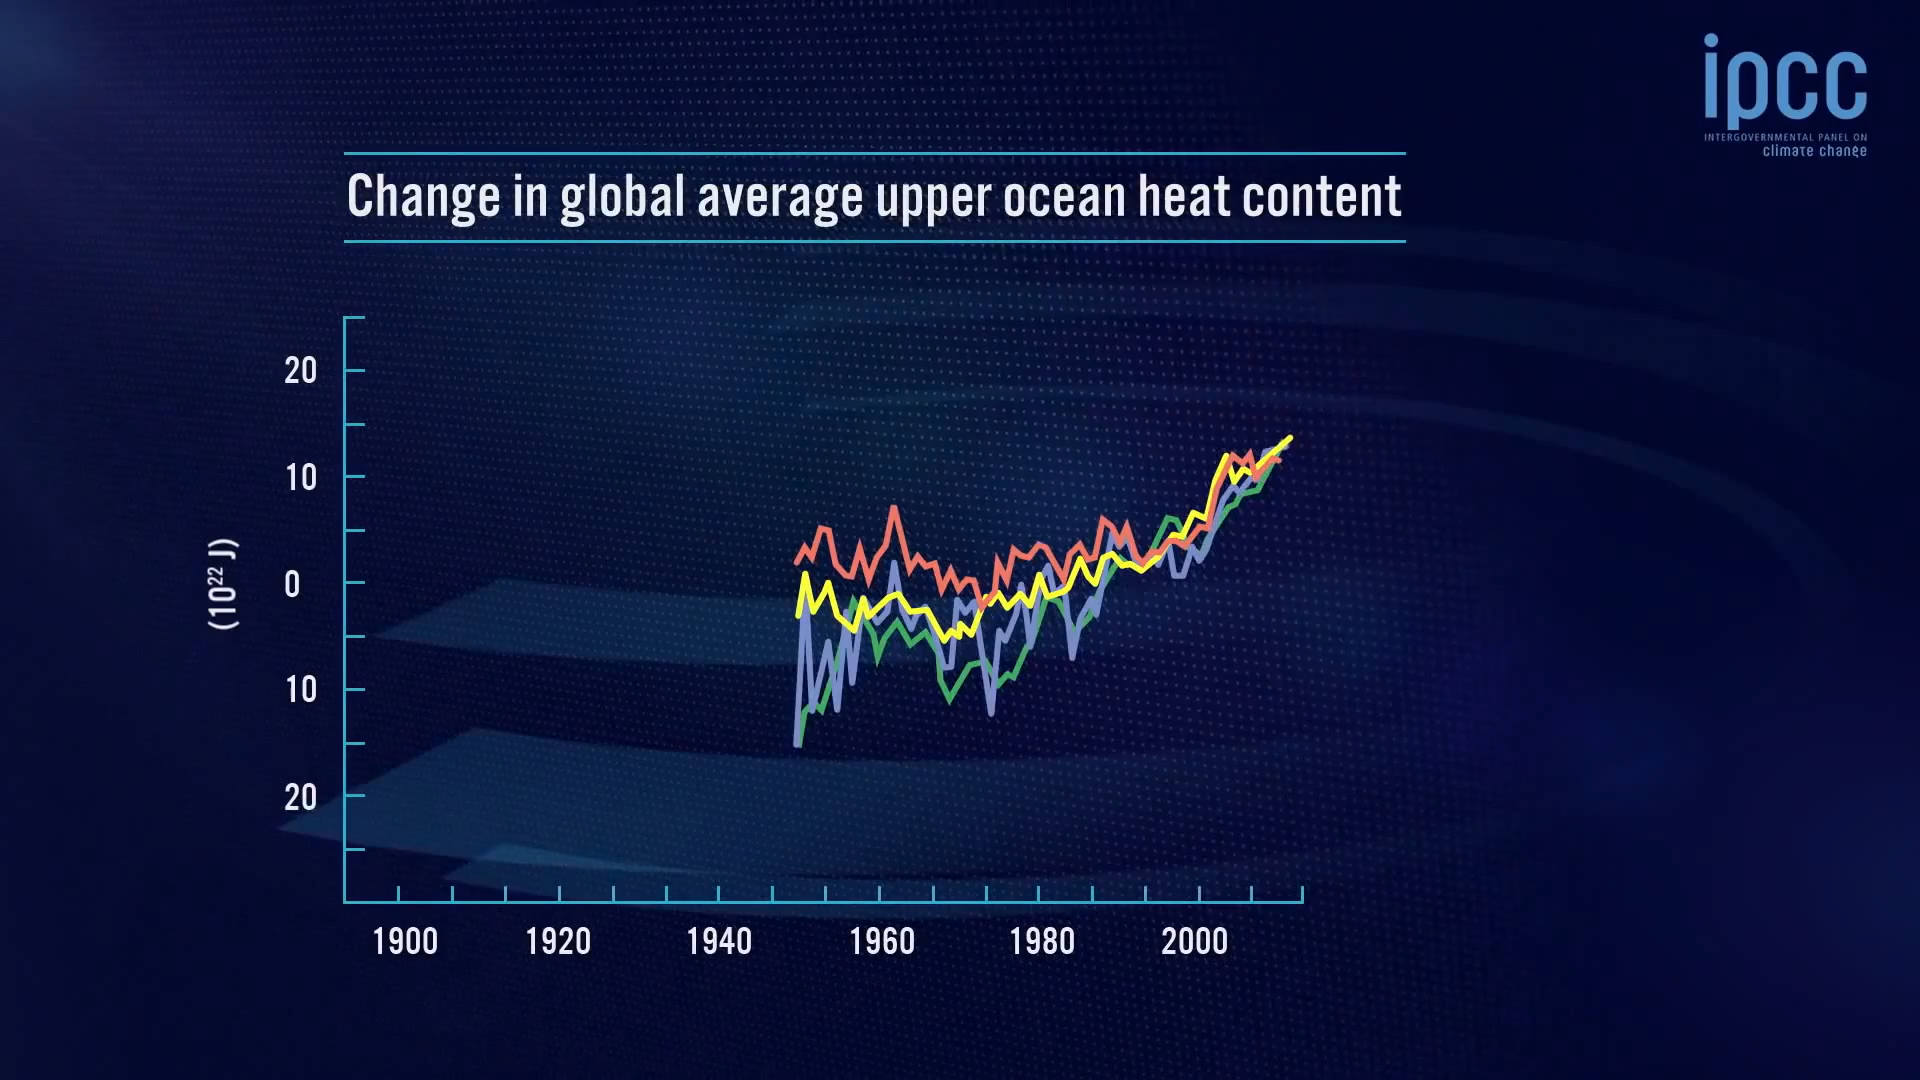 ipcc
INTERGOVERNMENTAL PANEL ON
climate change
Change in global average upper ocean heat content
20
10
0
10
20
(10²² J)
1900 1920 1940 1960 1980 2000